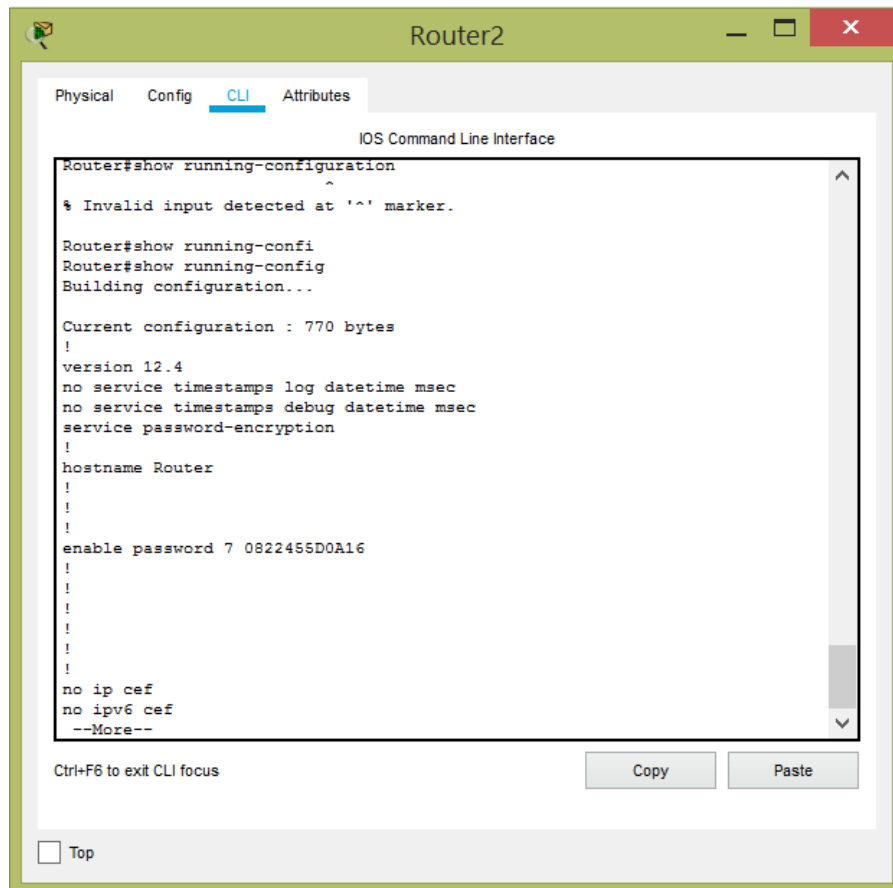 Router2
Physical Config CLI Attributes
IOS Command Line Interface
Router#show running-configuration
^
% Invalid input detected at '^' marker.
Router#show running-confi
Router#show running-config
Building configuration...
Current configuration : 770 bytes
!
version 12.4
no service timestamps log datetime msec
no service timestamps debug datetime msec
service password-encryption
!
hostname Router
!
!
!
enable password 7 0822455D0A16
!
!
!
!
!
!
no ip cef
no ipv6 cef
--More--
Ctrl+F6 to exit CLI focus
Copy Paste
Top